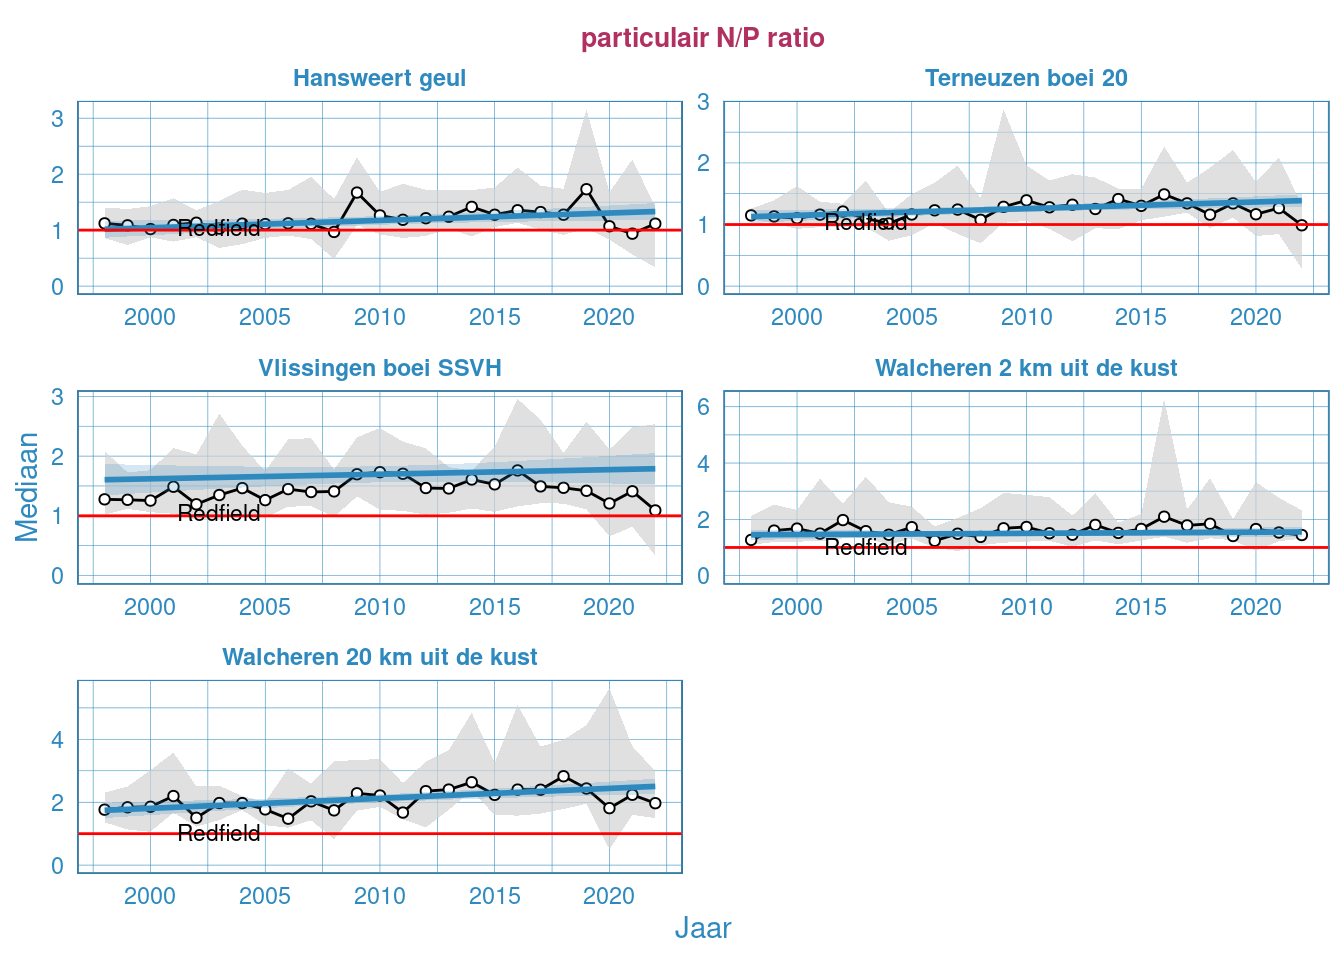 particulair N/P ratio
Hansweert geul
Terneuzen boei 20
3
2
1
0
Redfield
2000 2005 2010 2015 2020
3
2
1
0
Redfield
2000 2005 2010 2015 2020
Vlissingen boei SSVH
Walcheren 2 km uit de kust
Mediaan
3
2
1
0
Redfield
2000 2005 2010 2015 2020
6
4
2
0
Redfield
2000 2005 2010 2015 2020
Walcheren 20 km uit de kust
4
2
0
Redfield
2000 2005 2010 2015 2020
Jaar